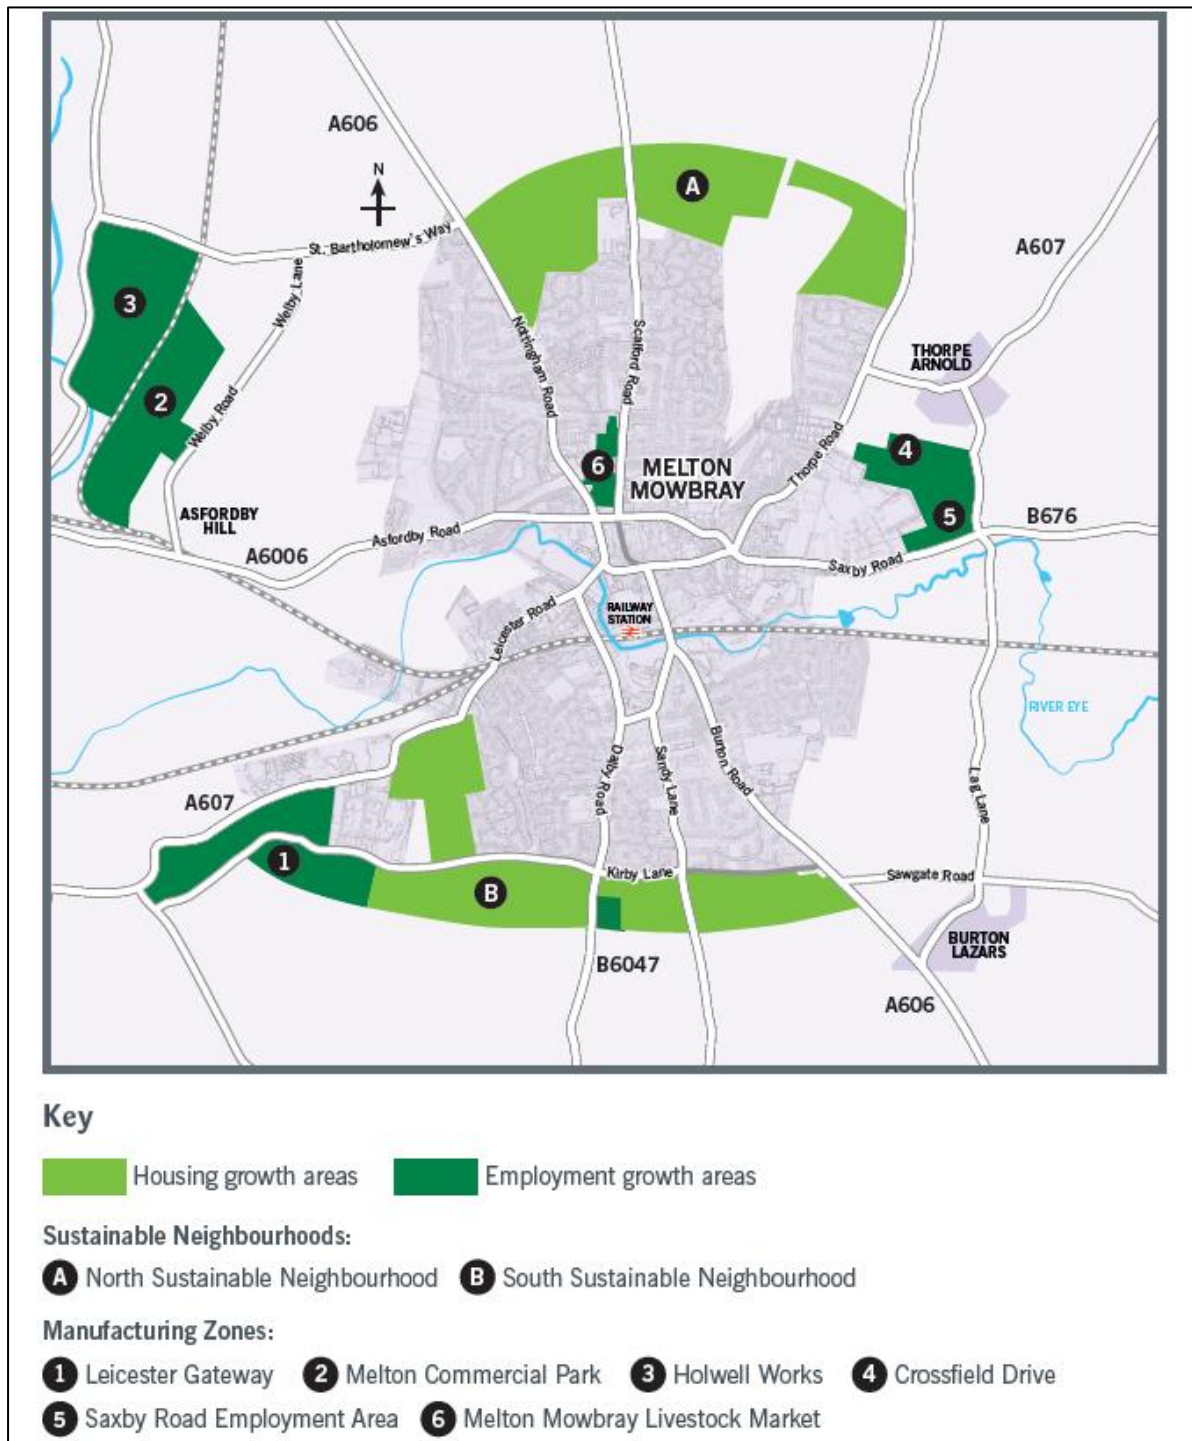 A606
N
St. Bartholomew's Way
A607
Welby Lane
3
A
Nottingham Road
Scalford Road
THORPE
ARNOLD
2
Welby Road
Thorpe Road
4
6
MELTON
MOWBRAY
ASFORDBY
HILL
5
B676
A6006
Asfordby Road
Saxby Road
Leicester Road
RAILWAY
STATION
RIVER EYE
Dalby Road
Sandy Lane
Burton Road
Lag Lane
A607
1
Kirby Lane
Sawgate Road
B
BURTON
LAZARS
B6047
A606
Key
Housing growth areas
Employment growth areas
Sustainable Neighbourhoods:
A North Sustainable Neighbourhood B South Sustainable Neighbourhood
Manufacturing Zones:
1 Leicester Gateway 2 Melton Commercial Park 3 Holwell Works 4 Crossfield Drive
5 Saxby Road Employment Area 6 Melton Mowbray Livestock Market